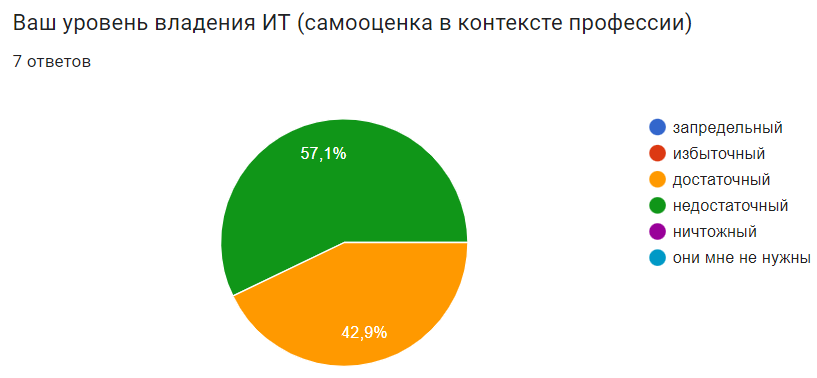 Ваш уровень владения ИТ (самооценка в контексте профессии)
7 ответов
57,1%
42,9%
запредельный
избыточный
достаточный
недостаточный
ничтожный
они мне не нужны